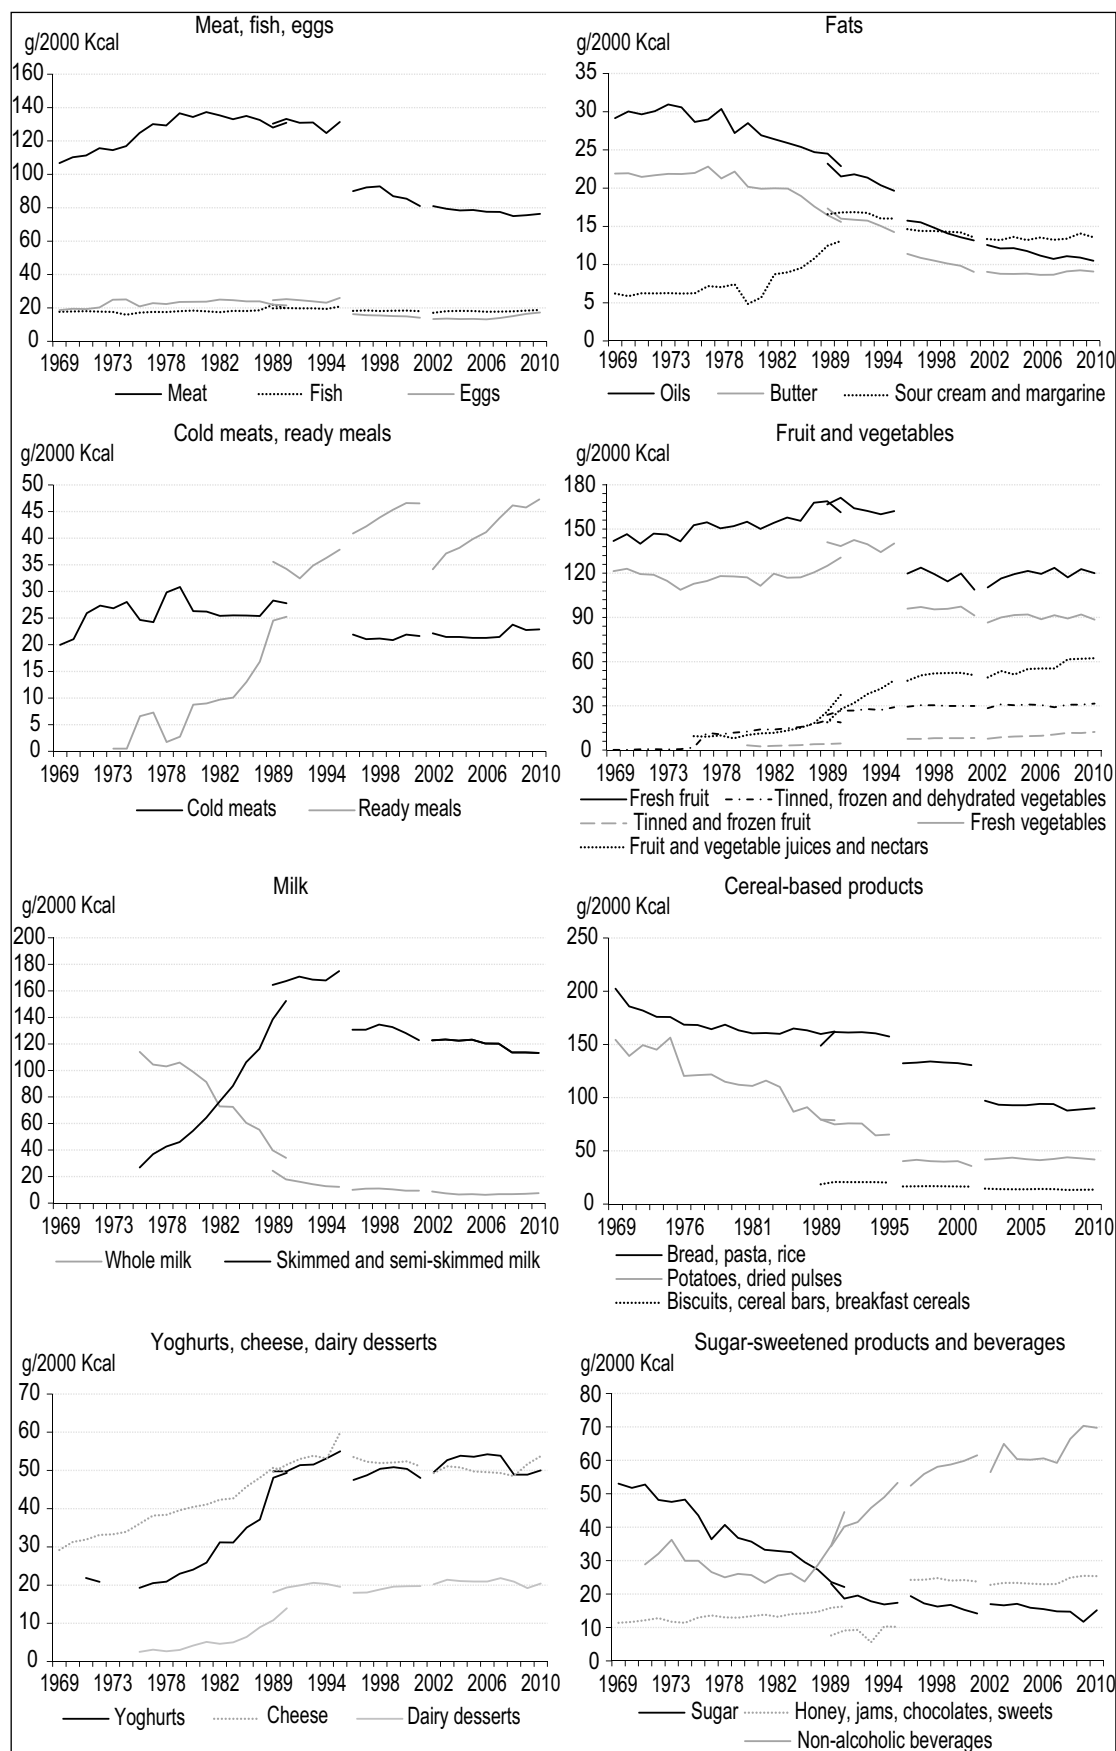 Meat, fish, eggs
g/2000 Kcal
160
140
120
100
80
60
40
20
0
1969 1973 1978 1982 1989 1994 1998 2002 2006 2010
Meat Fish Eggs
Fats
g/2000 Kcal
35
30
25
20
15
10
5
0
1969 1973 1978 1982 1989 1994 1998 2002 2006 2010
Oils Butter Sour cream and margarine
Cold meats, ready meals
g/2000 Kcal
50
45
40
35
30
25
20
15
10
5
0
1969 1973 1978 1982 1989 1994 1998 2002 2006 2010
Cold meats Ready meals
Fruit and vegetables
g/2000 Kcal
180
150
120
90
60
30
0
1969 1973 1978 1982 1989 1994 1998 2002 2006 2010
Fresh fruit Tinned, frozen and dehydrated vegetables
Tinned and frozen fruit Fresh vegetables
Fruit and vegetable juices and nectars
Milk
g/2000 Kcal
200
180
160
140
120
100
80
60
40
20
0
1969 1973 1978 1982 1989 1994 1998 2002 2006 2010
Whole milk Skimmed and semi-skimmed milk
Cereal-based products
g/2000 Kcal
250
200
150
100
50
0
1969 1976 1981 1989 1995 2000 2005 2010
Bread, pasta, rice
Potatoes, dried pulses
Biscuits, cereal bars, breakfast cereals
Yoghurts, cheese, dairy desserts
g/2000 Kcal
70
60
50
40
30
20
10
0
1969 1973 1978 1982 1989 1994 1998 2002 2006 2010
Yoghurts Cheese Dairy desserts
Sugar-sweetened products and beverages
g/2000 Kcal
80
70
60
50
40
30
20
10
0
1969 1973 1978 1982 1989 1994 1998 2002 2006 2010
Sugar Honey, jams, chocolates, sweets
Non-alcoholic beverages